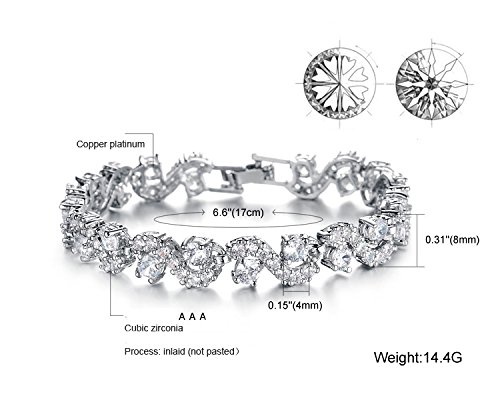 Copper platinum
6.6"(17cm)
0.31"(8mm)
0.15"(4mm)
A A A
Cubic zirconia
Process: inlaid (not pasted )
Weight:14.4G